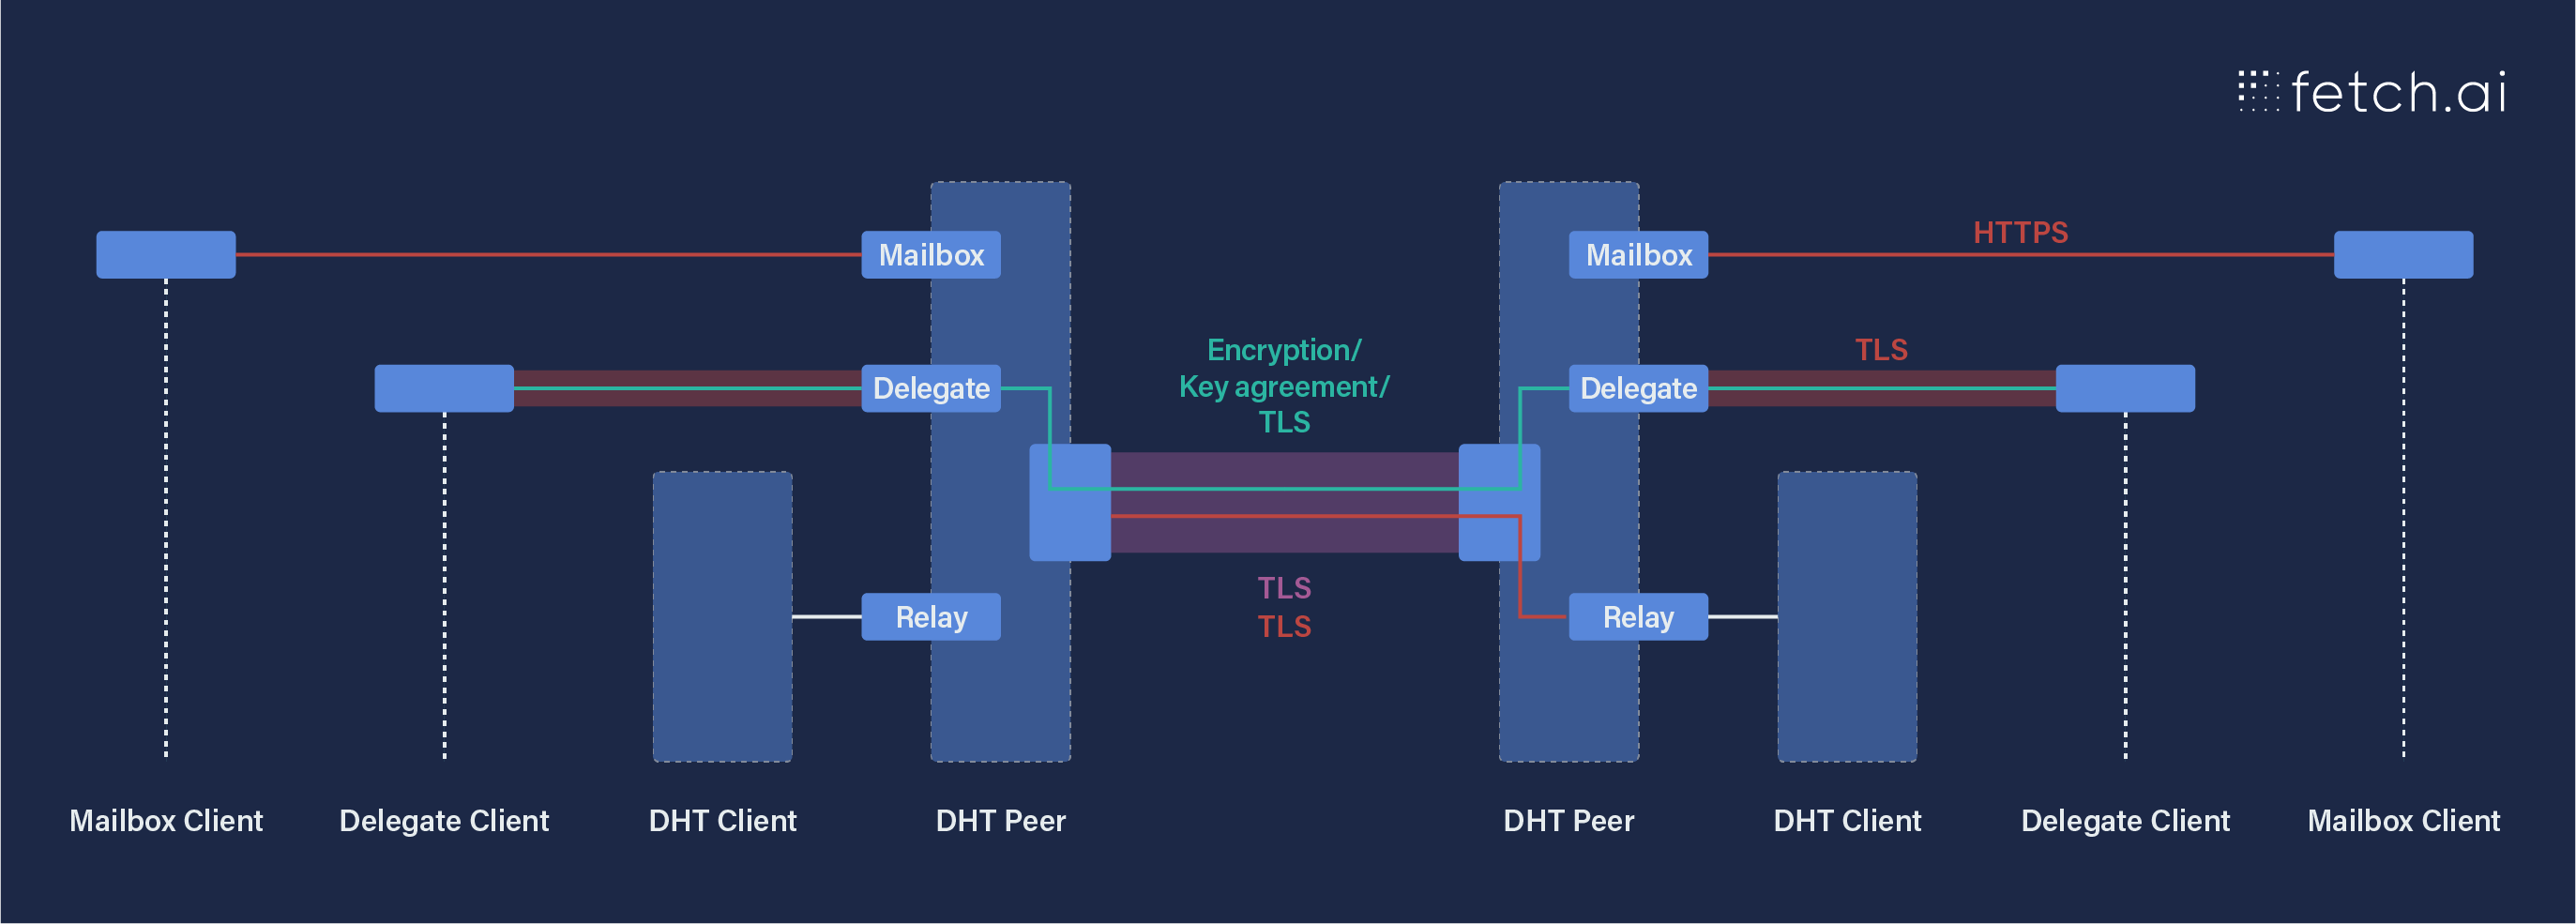 fetch.ai
Mailbox
Mailbox
HTTPS
Encryption/
Key agreement/
TLS
TLS
Delegate
Delegate
TLS
TLS
Relay
Relay
Mailbox Client
Delegate Client
DHT Client
DHT Peer
DHT Peer
DHT Client
Delegate Client
Mailbox Client